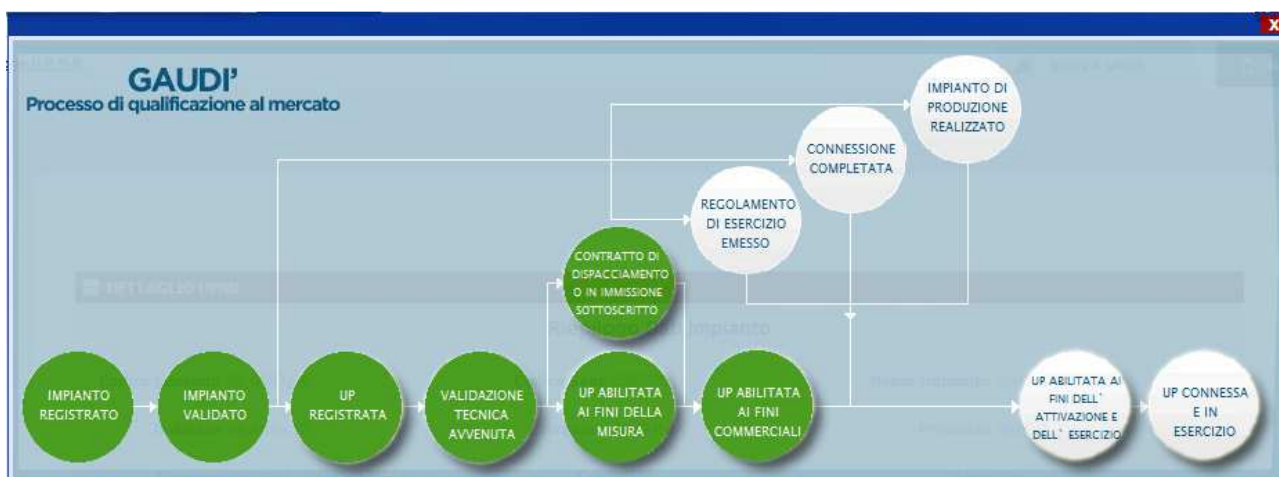 X
GAUDI'
Processo di qualificazione al mercato
IMPIANTO DI
PRODUZIONE
REALIZZATO
CONNESSIONE
COMPLETATA
REGOLAMENTO
DI ESERCIZIO
EMESSO
CONTRATTO DI
DISPACCIAMENTO
O IN IMMISSIONE
SOTTOSCRITTO
DETTAGLIO
IMPIANTO
REGISTRATO
IMPIANTO
VALIDATO
UP
REGISTRATA
VALIDAZIONE
TECNICA
AVVENUTA
UP ABILITATA
AI FINI DELLA
MISURA
UP ABILITATA
AI FINI
COMMERCIALI
UP ABILITATA AI
FINI DELL`
ATTIVAZIONE E
DELL` ESERCIZIO
UP CONNESSA
E IN
ESERCIZIO